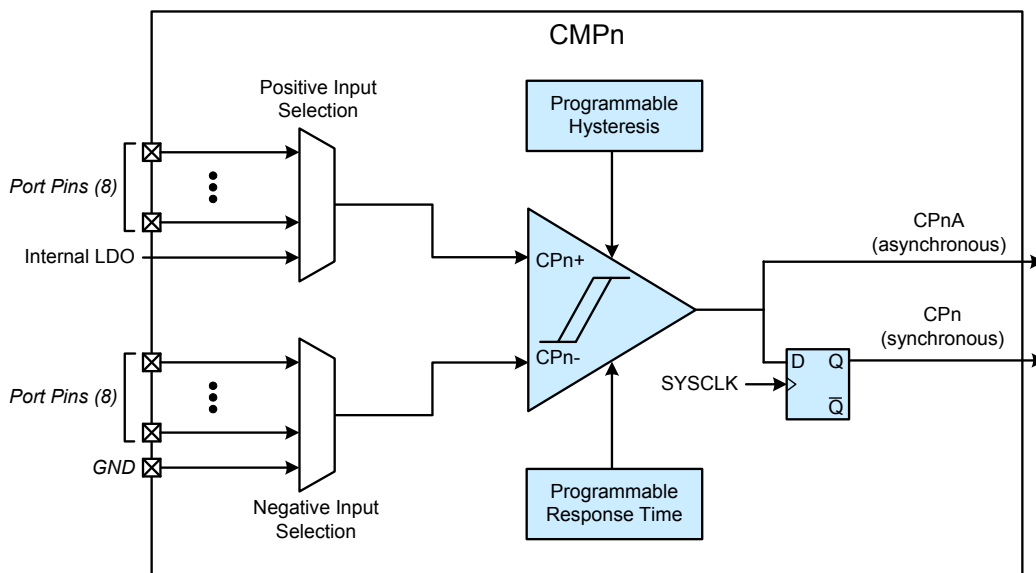 CMPn
Positive Input
Selection
Programmable
Hysteresis
Port Pins (8)
Internal LDO
CPn+
CPnA
(asynchronous)
CPn
(synchronous)
CPn-
Port Pins (8)
GND
SYSCLK
D Q
Q̅
Negative Input
Selection
Programmable
Response Time